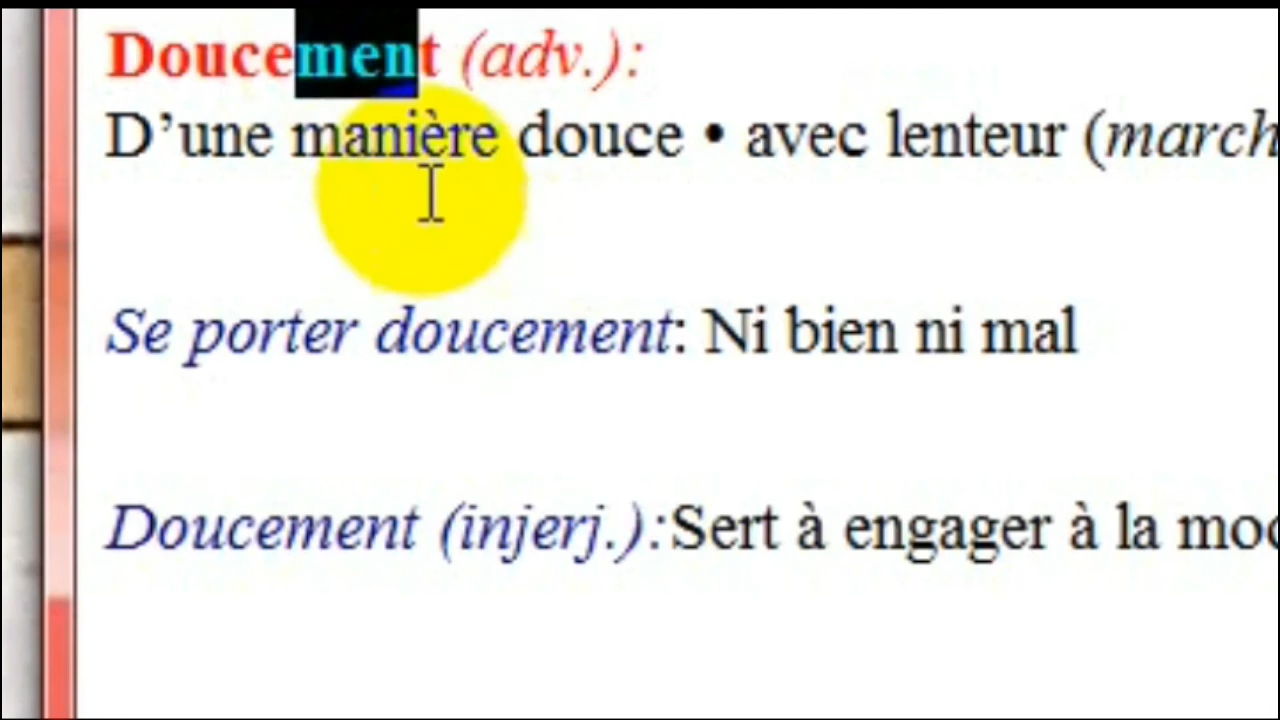 Doucement (adv.):
D’une manière douce • avec lenteur (march
Se porter doucement: Ni bien ni mal
Doucement (injerj.):Sert à engager à la moc